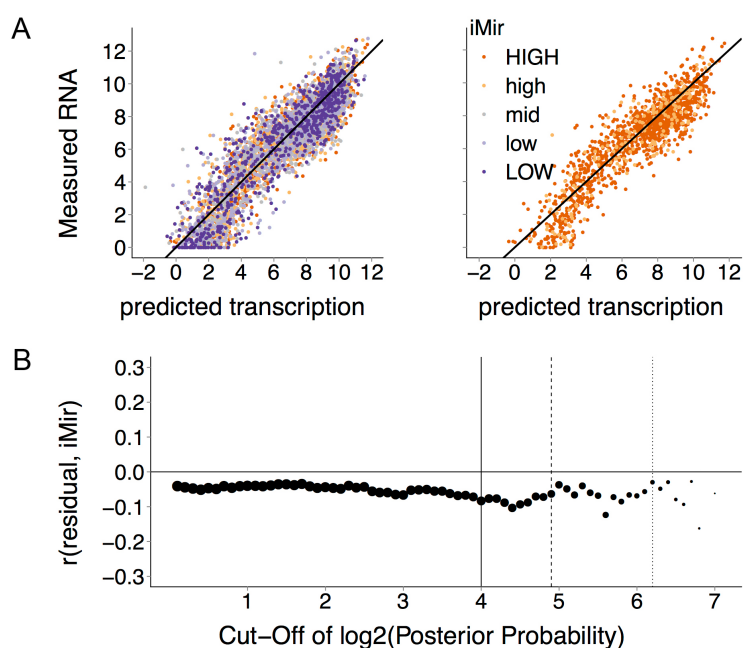 A
Measured RNA
12
10
8
6
4
2
0
−2 0 2 4 6 8 10 12
predicted transcription
iMir
HIGH
high
mid
low
LOW
−2 0 2 4 6 8 10 12
predicted transcription
B
r(residual, iMir)
0.3
0.2
0.1
0.0
−0.1
−0.2
−0.3
1 2 3 4 5 6 7
Cut−Off of log2(Posterior Probability)